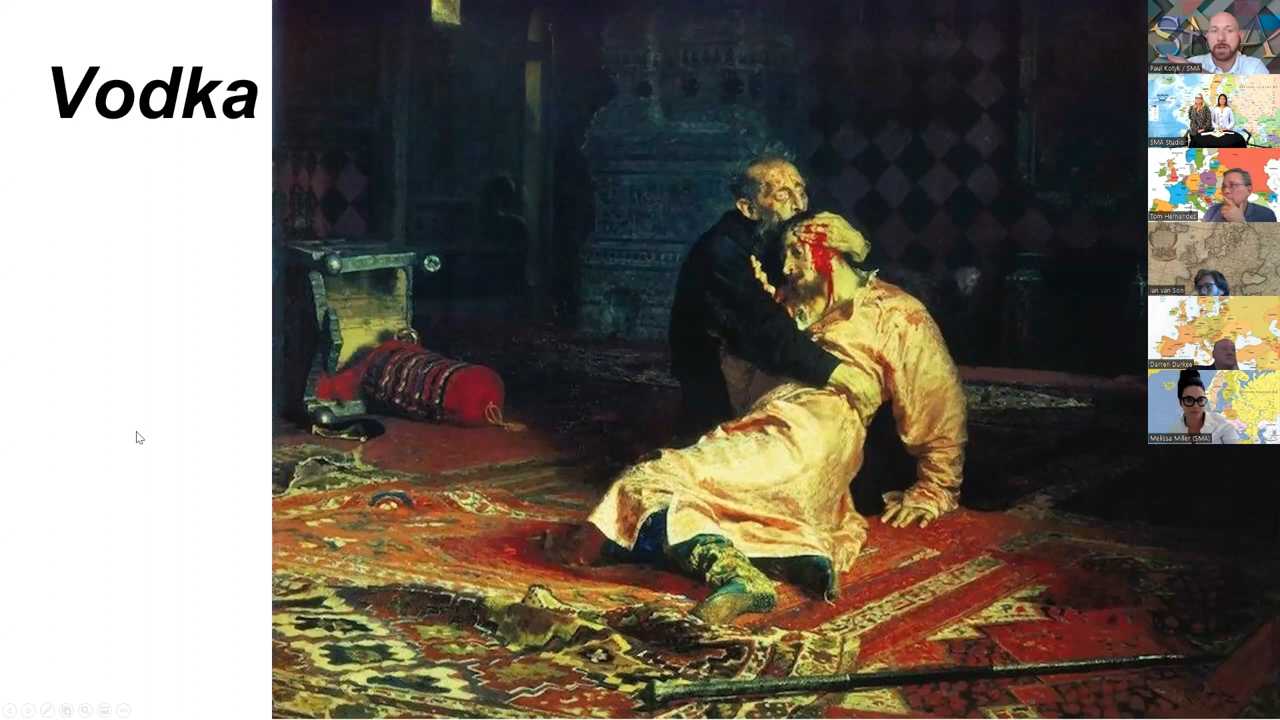 Vodka
Paul Kotyk / SMA
SMA Studio
Tom Hernandez
Ian van Son
Darren Durkee
Melissa Miller (SMA)